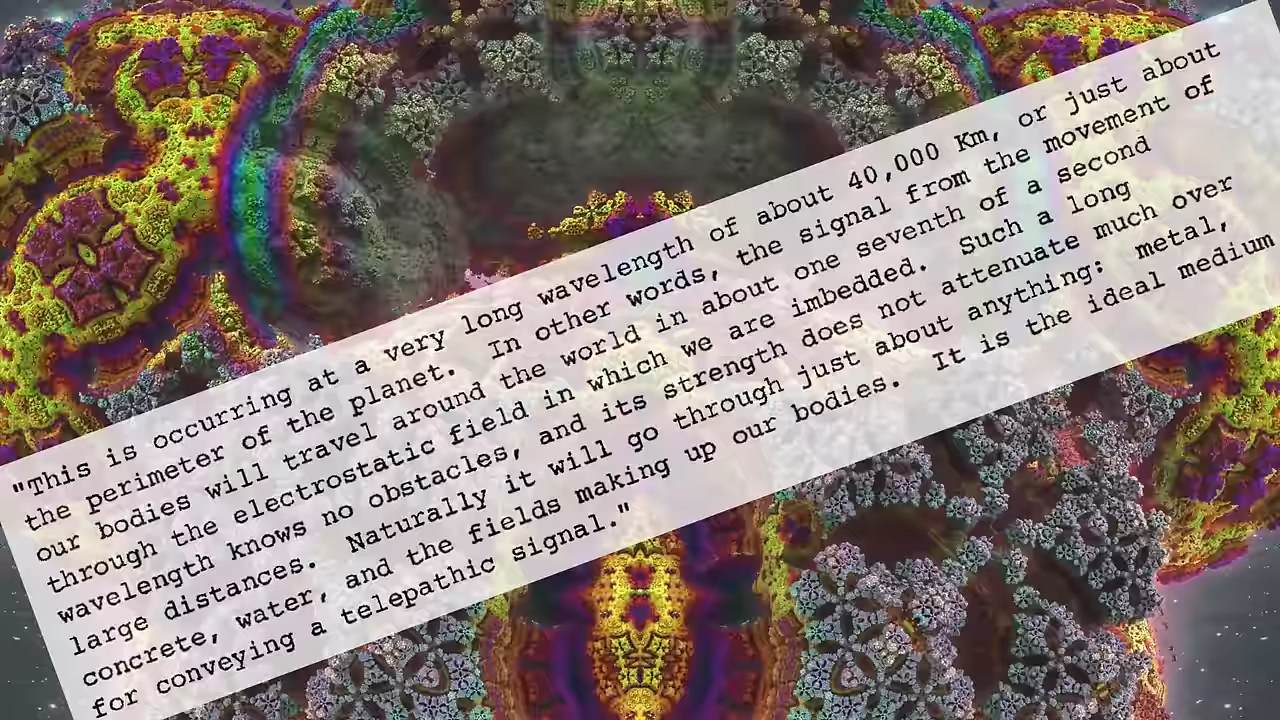 "This is occurring at a very long wavelength of about 40,000 Km, or just about
the perimeter of the planet.  In other words, the signal from the movement of
our bodies will travel around the world in about one seventh of a second
through the electrostatic field in which we are imbedded.  Such a long
wavelength knows no obstacles, and its strength does not attenuate much over
large distances.  Naturally it will go through just about anything:  metal,
concrete, water, and the fields making up our bodies.  It is the ideal medium
for conveying a telepathic signal."